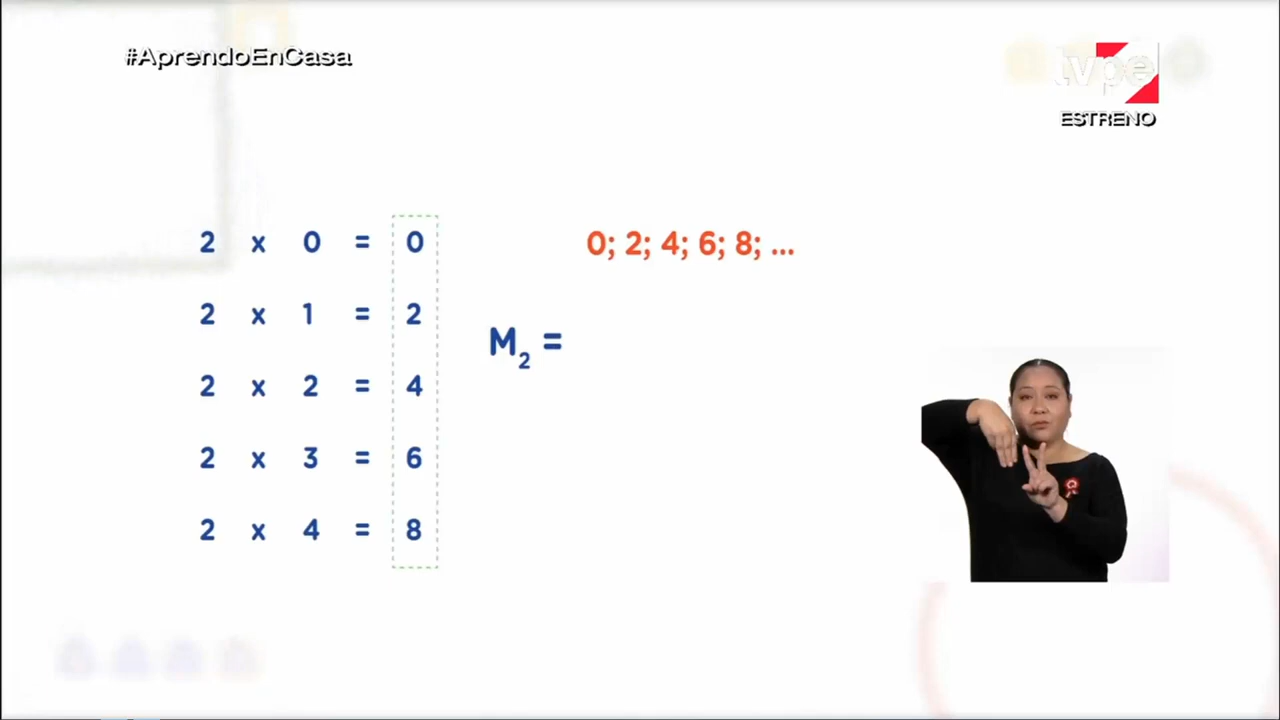 #AprendoEnCasa
tvpe
ESTRENO
2 x 0 = 0
2 x 1 = 2
2 x 2 = 4
2 x 3 = 6
2 x 4 = 8
0; 2; 4; 6; 8; ...
M₂ =